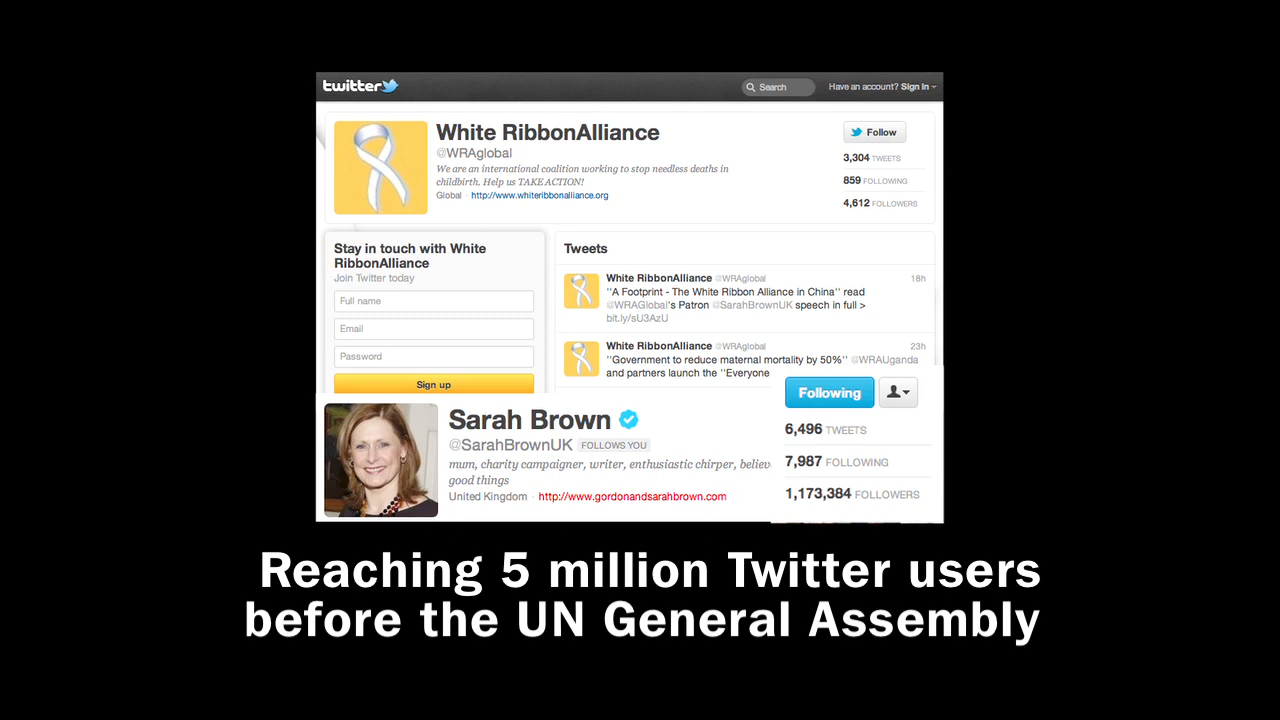 twitter
Search
Have an account? Sign in
White RibbonAlliance
@WRAglobal
We are an international coalition working to stop needless deaths in
childbirth. Help us TAKE ACTION!
Global · http://www.whiteribbonalliance.org
Follow
3,304 TWEETS
859 FOLLOWING
4,612 FOLLOWERS
Stay in touch with White
RibbonAlliance
Join Twitter today
Full name
Email
Password
Sign up
Tweets
White RibbonAlliance @WRAglobal 18h
"A Footprint - The White Ribbon Alliance in China" read
@WRAGlobal's Patron @SarahBrownUK speech in full >
bit.ly/sU3AzU
White RibbonAlliance @WRAglobal 23h
"Government to reduce maternal mortality by 50%" @WRAUganda
and partners launch the "Everyone
Sarah Brown
@SarahBrownUK FOLLOWS YOU
mum, charity campaigner, writer, enthusiastic chirper, believ
good things
United Kingdom · http://www.gordonandsarahbrown.com
Following
6,496 TWEETS
7,987 FOLLOWING
1,173,384 FOLLOWERS
Reaching 5 million Twitter users
before the UN General Assembly